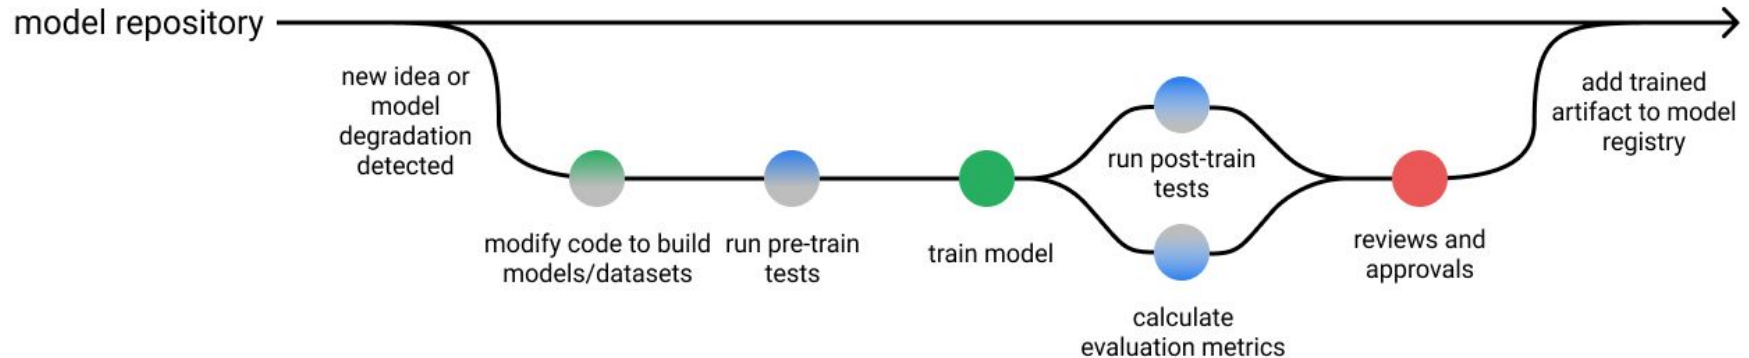 model repository
new idea or
model
degradation
detected
modify code to build
models/datasets
run pre-train
tests
train model
run post-train
tests
calculate
evaluation metrics
reviews and
approvals
add trained
artifact to model
registry